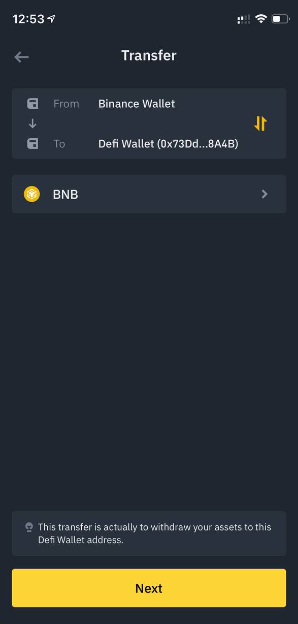 12:53
Transfer
From Binance Wallet
To Defi Wallet (0x73Dd...8A4B)
BNB
This transfer is actually to withdraw your assets to this
Defi Wallet address.
Next